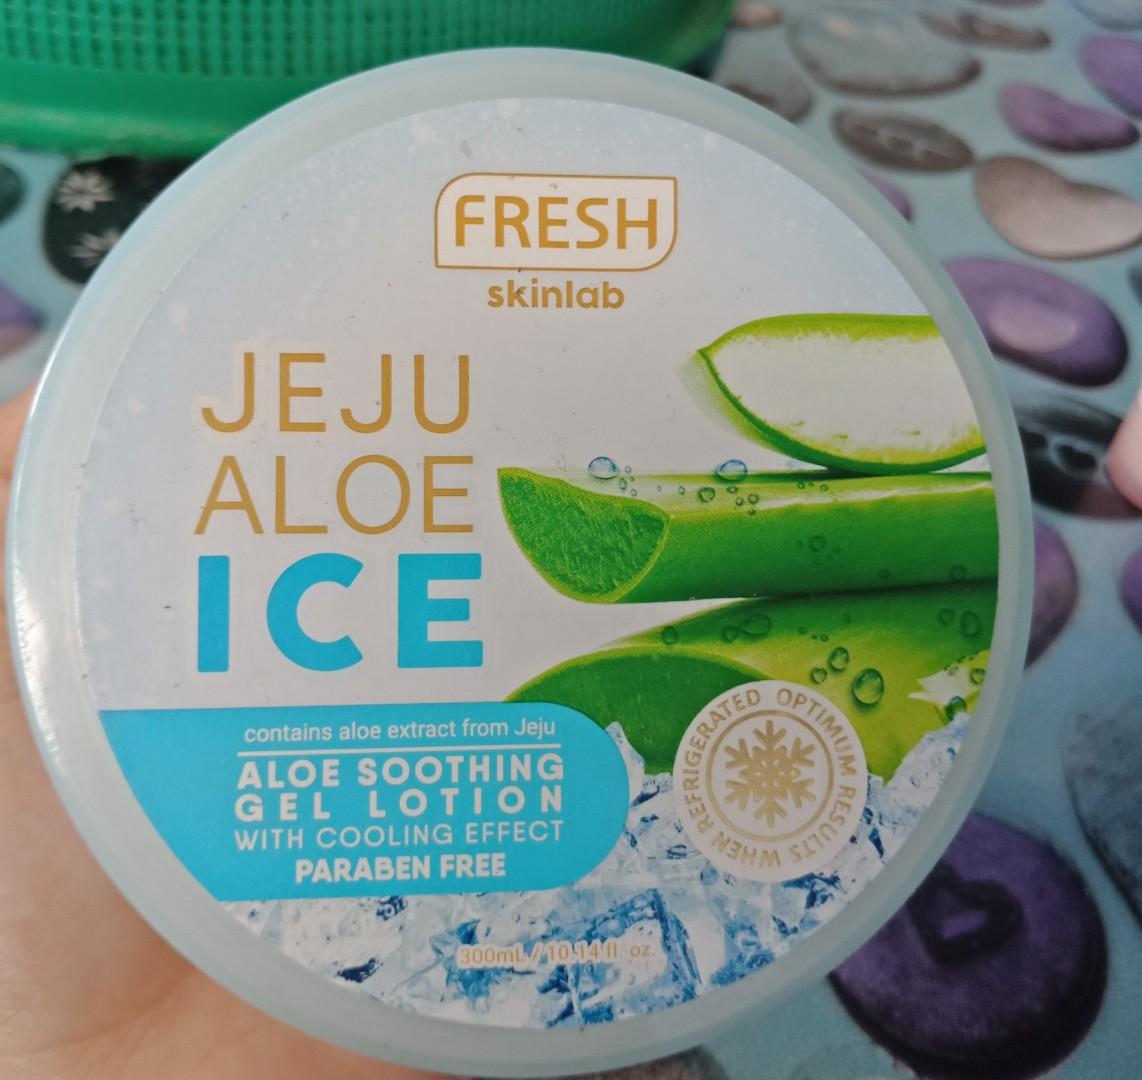 FRESH
skinlab
JEJU
ALOE
ICE
contains aloe extract from Jeju
ALOE SOOTHING
GEL LOTION
WITH COOLING EFFECT
PARABEN FREE
OPTIMUM RESULTS WHEN REFRIGERATED
300mL / 10.14 fl. oz.